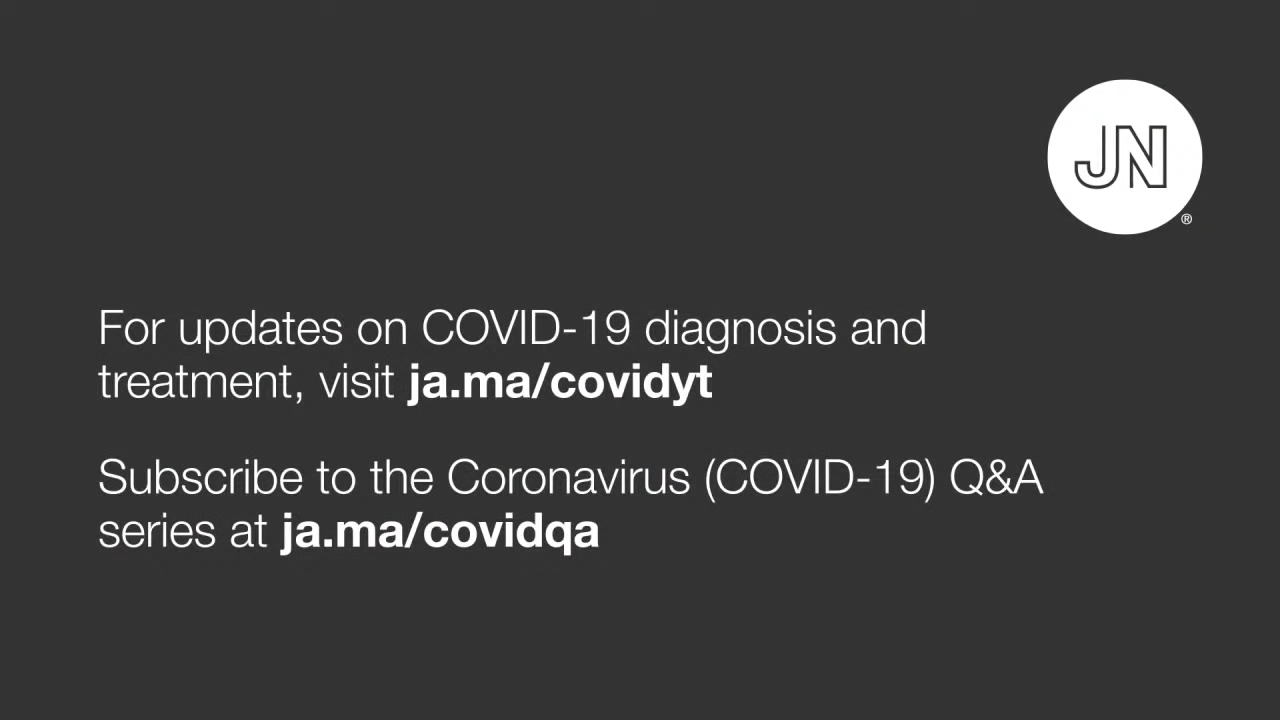 JN
®
For updates on COVID-19 diagnosis and
treatment, visit ja.ma/covidyt
Subscribe to the Coronavirus (COVID-19) Q&A
series at ja.ma/covidqa